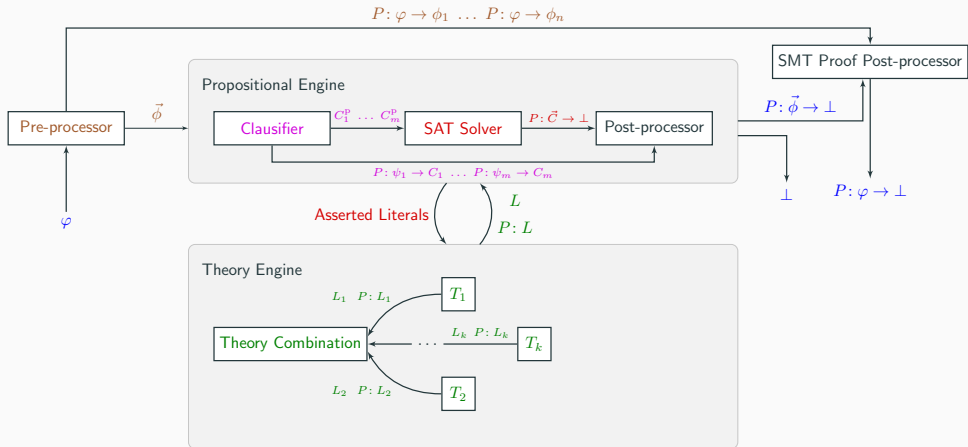 P : φ → ϕ₁ … P : φ → ϕₙ
SMT Proof Post-processor
Propositional Engine
Pre-processor
ϕ⃗
Clausifier
C₁ᵖ … Cₘᵖ
SAT Solver
P : C⃗ → ⊥
Post-processor
P : ψ₁ → C₁ … P : ψₘ → Cₘ
P : ϕ⃗ → ⊥
⊥
P : φ → ⊥
φ
Asserted Literals
L
P : L
Theory Engine
L₁ P : L₁
T₁
Theory Combination
…
Lₖ P : Lₖ
Tₖ
L₂ P : L₂
T₂